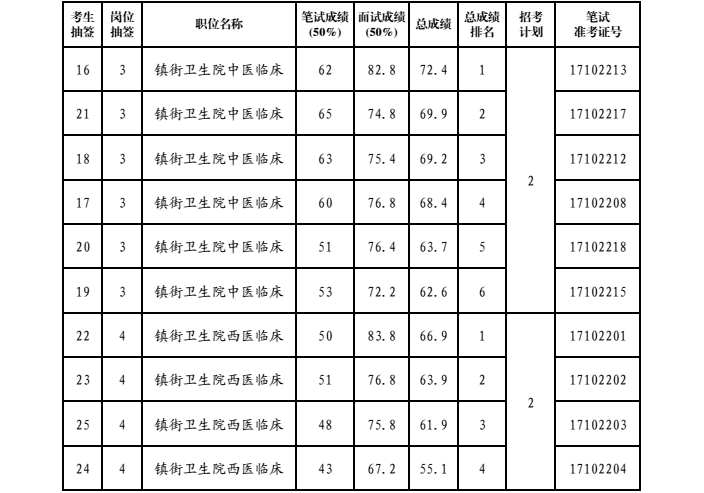 考生抽签 岗位抽签 职位名称 笔试成绩(50%) 面试成绩(50%) 总成绩 总成绩排名 招考计划 笔试准考证号
16 3 镇街卫生院中医临床 62 82.8 72.4 1 2 17102213
21 3 镇街卫生院中医临床 65 74.8 69.9 2 17102217
18 3 镇街卫生院中医临床 63 75.4 69.2 3 17102212
17 3 镇街卫生院中医临床 60 76.8 68.4 4 17102208
20 3 镇街卫生院中医临床 51 76.4 63.7 5 17102218
19 3 镇街卫生院中医临床 53 72.2 62.6 6 17102215
22 4 镇街卫生院西医临床 50 83.8 66.9 1 2 17102201
23 4 镇街卫生院西医临床 51 76.8 63.9 2 17102202
25 4 镇街卫生院西医临床 48 75.8 61.9 3 17102203
24 4 镇街卫生院西医临床 43 67.2 55.1 4 17102204